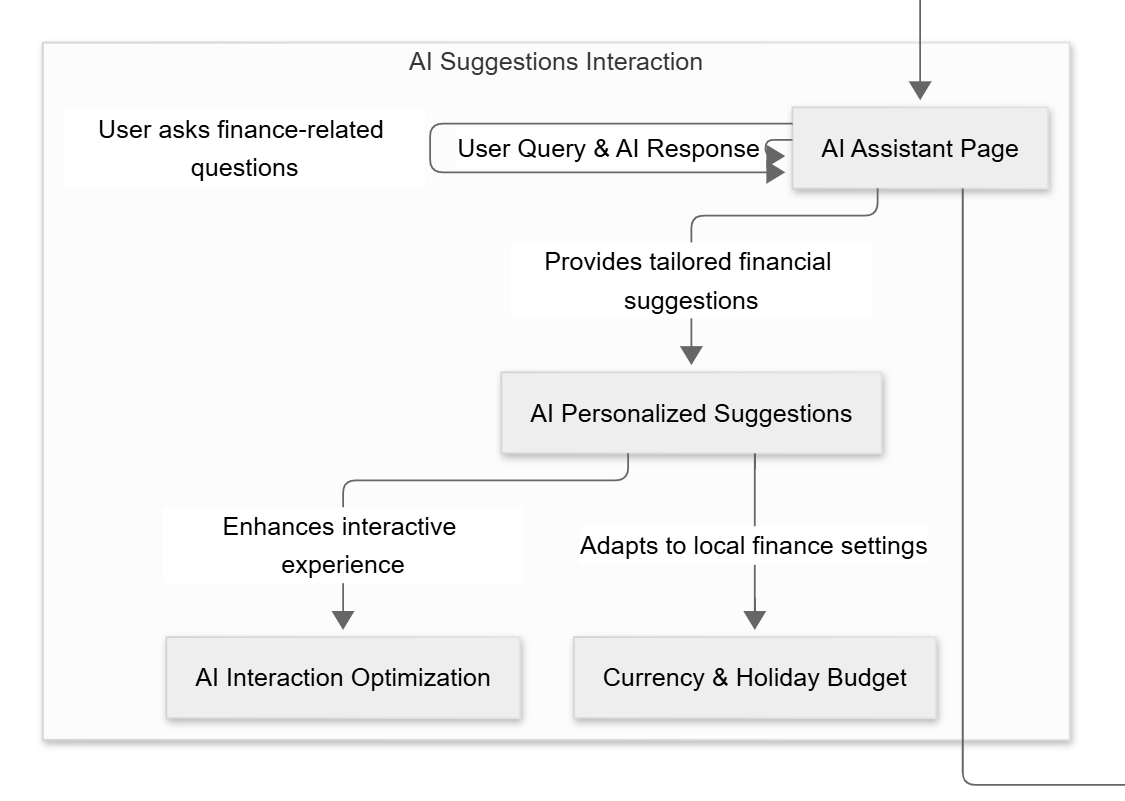 AI Suggestions Interaction
User asks finance-related
questions
User Query & AI Response
AI Assistant Page
Provides tailored financial
suggestions
AI Personalized Suggestions
Enhances interactive
experience
Adapts to local finance settings
AI Interaction Optimization
Currency & Holiday Budget